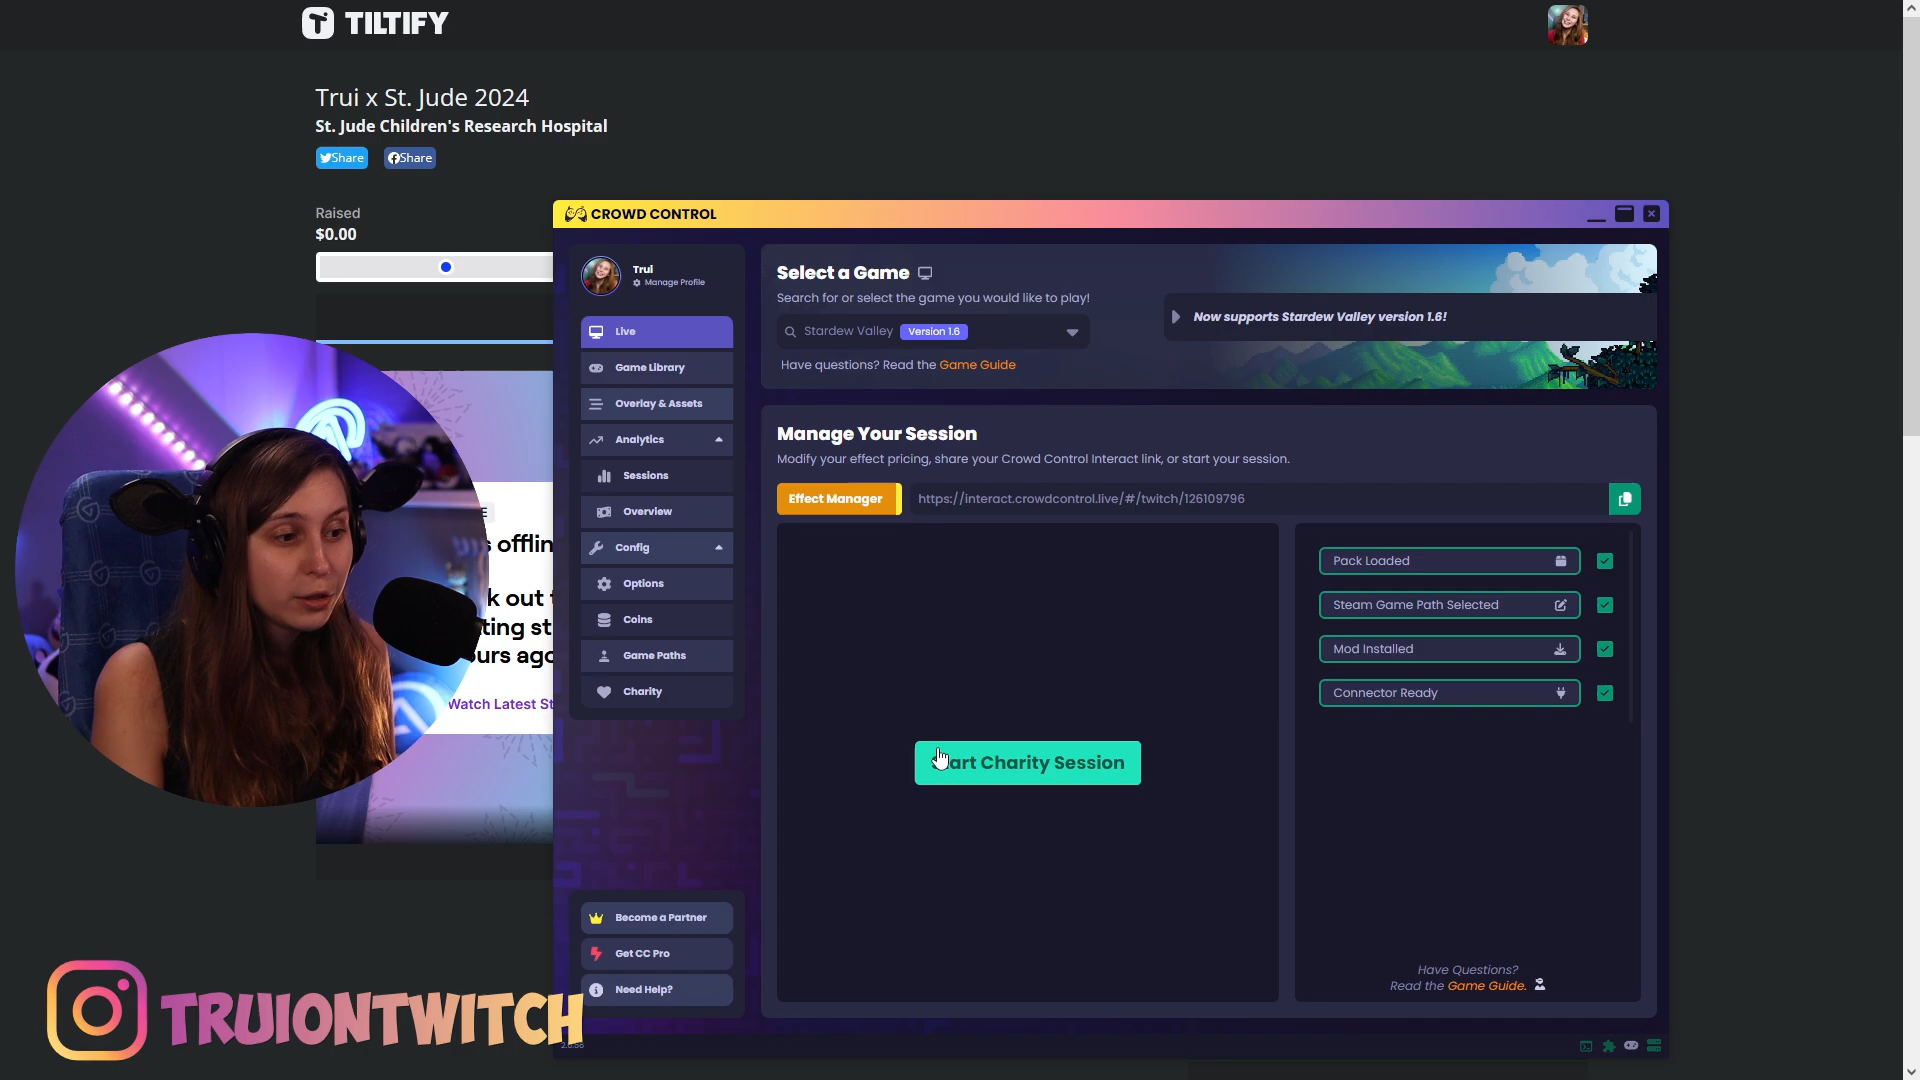 TILTIFY
Trui x St. Jude 2024
St. Jude Children's Research Hospital
Share
Share
Raised
$0.00
CROWD CONTROL
Trui
Manage Profile
Live
Game Library
Overlay & Assets
Analytics
Sessions
Overview
Config
Options
Coins
Game Paths
Charity
Become a Partner
Get CC Pro
Need Help?
Select a Game
Search for or select the game you would like to play!
Stardew Valley Version 1.6
Have questions? Read the Game Guide
Now supports Stardew Valley version 1.6!
Manage Your Session
Modify your effect pricing, share your Crowd Control Interact link, or start your session.
Effect Manager https://interact.crowdcontrol.live/#/twitch/126109796
Pack Loaded
Steam Game Path Selected
Mod Installed
Connector Ready
art Charity Session
Have Questions?
Read the Game Guide.
E
s offlin
k out t
ting st
urs ago
Watch Latest St
TRUIONTWITCH